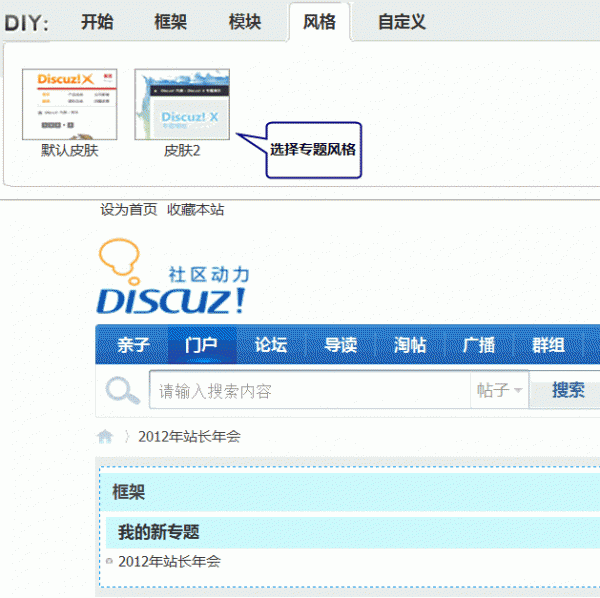 DIY: 开始 框架 模块 风格 自定义
Discuz! X
Discuz! X
默认皮肤 皮肤2
选择专题风格
设为首页 收藏本站
社区动力
DISCUZ!
亲子 门户 论坛 导读 淘帖 广播 群组
请输入搜索内容 帖子 搜索
2012年站长年会
框架
我的新专题
2012年站长年会